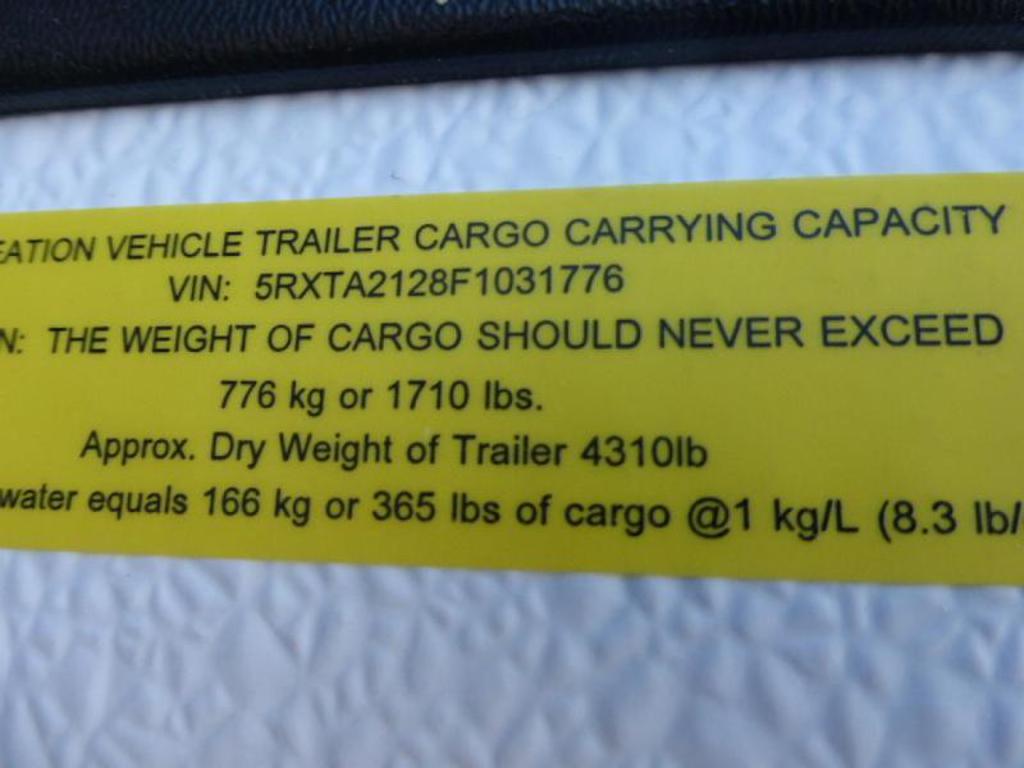 EATION VEHICLE TRAILER CARGO CARRYING CAPACITY
VIN: 5RXTA2128F1031776
N: THE WEIGHT OF CARGO SHOULD NEVER EXCEED
776 kg or 1710 lbs.
Approx. Dry Weight of Trailer 4310lb
water equals 166 kg or 365 lbs of cargo @1 kg/L (8.3 lb/